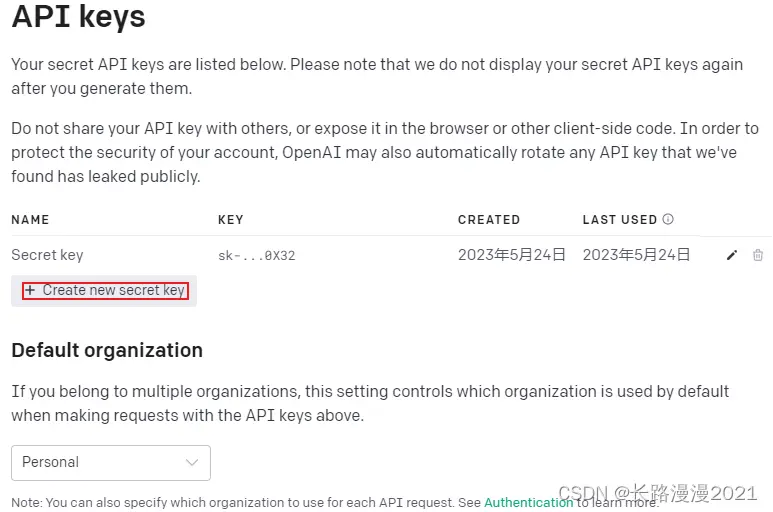 API keys
Your secret API keys are listed below. Please note that we do not display your secret API keys again
after you generate them.
Do not share your API key with others, or expose it in the browser or other client-side code. In order to
protect the security of your account, OpenAI may also automatically rotate any API key that we've
found has leaked publicly.
NAME KEY CREATED LAST USED
Secret key sk-...0X32 2023年5月24日 2023年5月24日
+ Create new secret key
Default organization
If you belong to multiple organizations, this setting controls which organization is used by default
when making requests with the API keys above.
Personal
Note: You can also specify which organization to use for each API request. See Authentication to learn more.
CSDN @长路漫漫2021